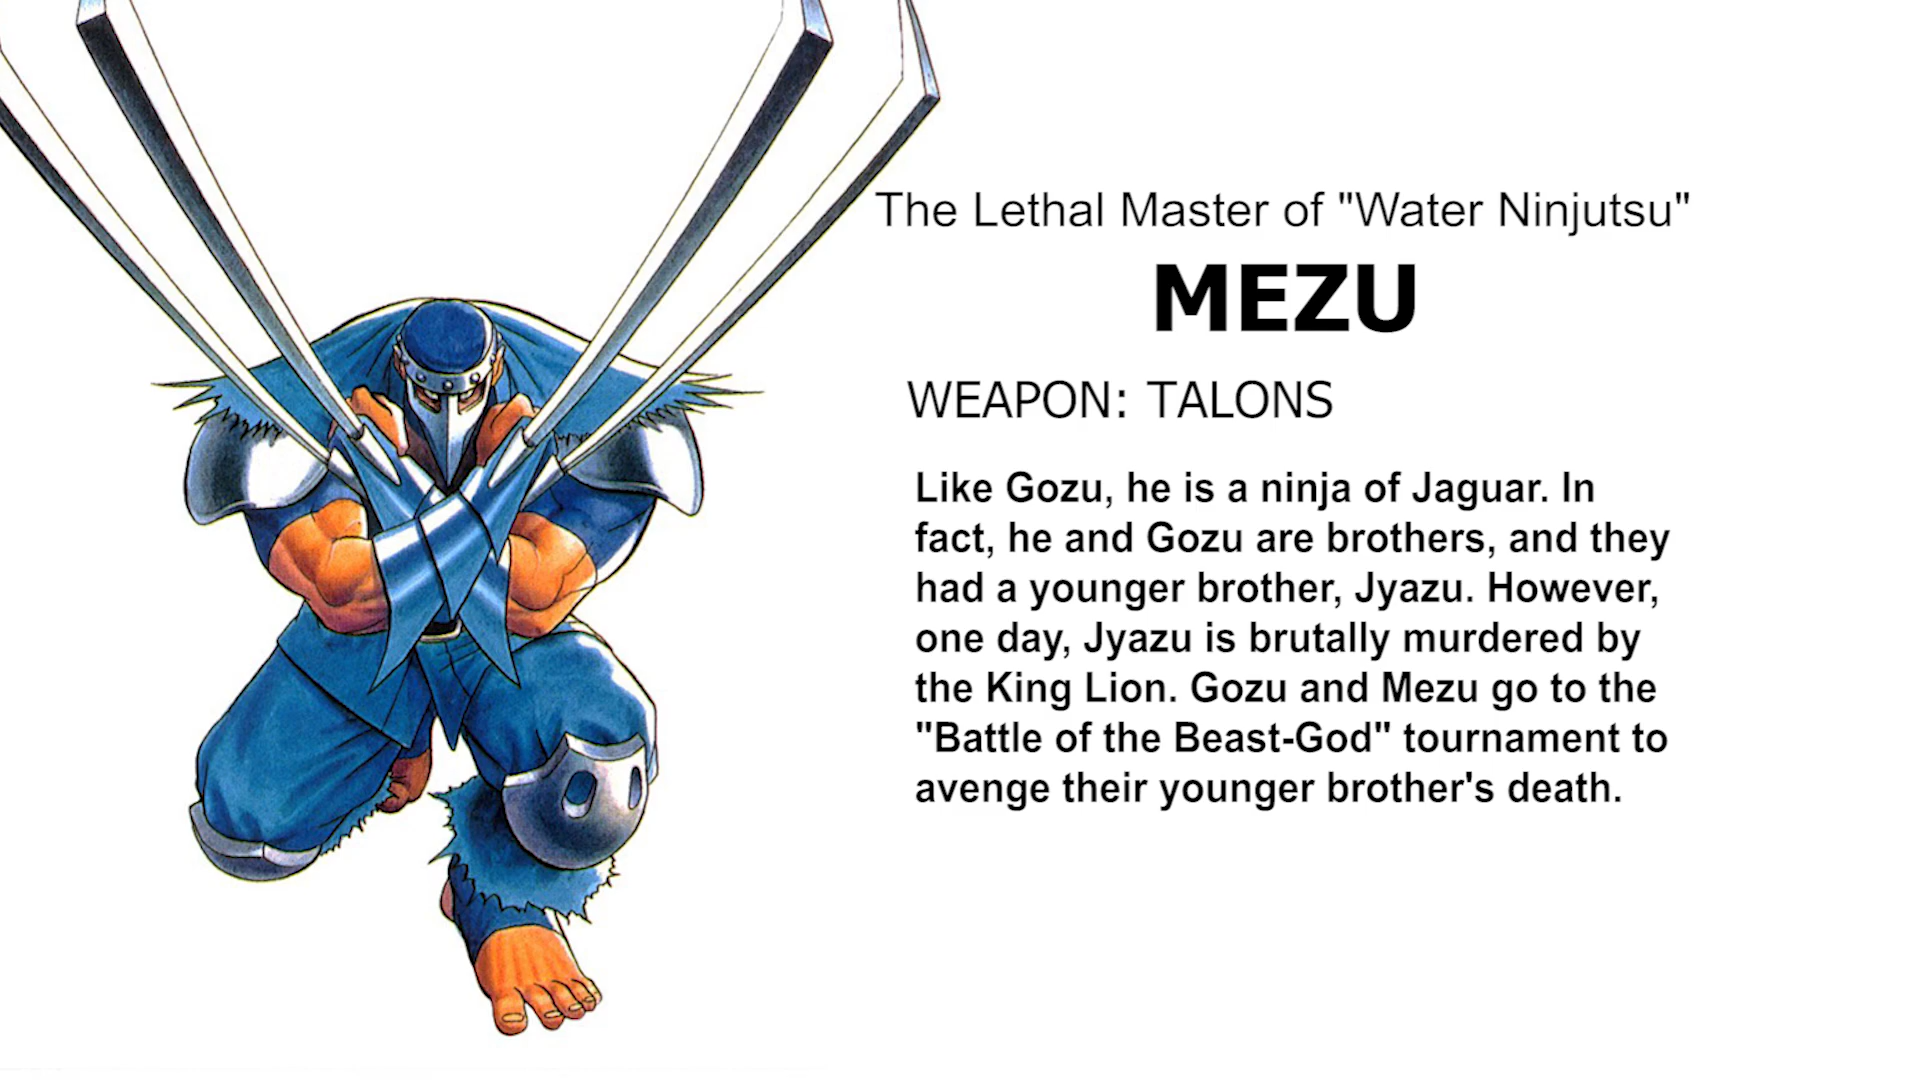 The Lethal Master of "Water Ninjutsu"
MEZU
WEAPON: TALONS
Like Gozu, he is a ninja of Jaguar. In
fact, he and Gozu are brothers, and they
had a younger brother, Jyazu. However,
one day, Jyazu is brutally murdered by
the King Lion. Gozu and Mezu go to the
"Battle of the Beast-God" tournament to
avenge their younger brother's death.